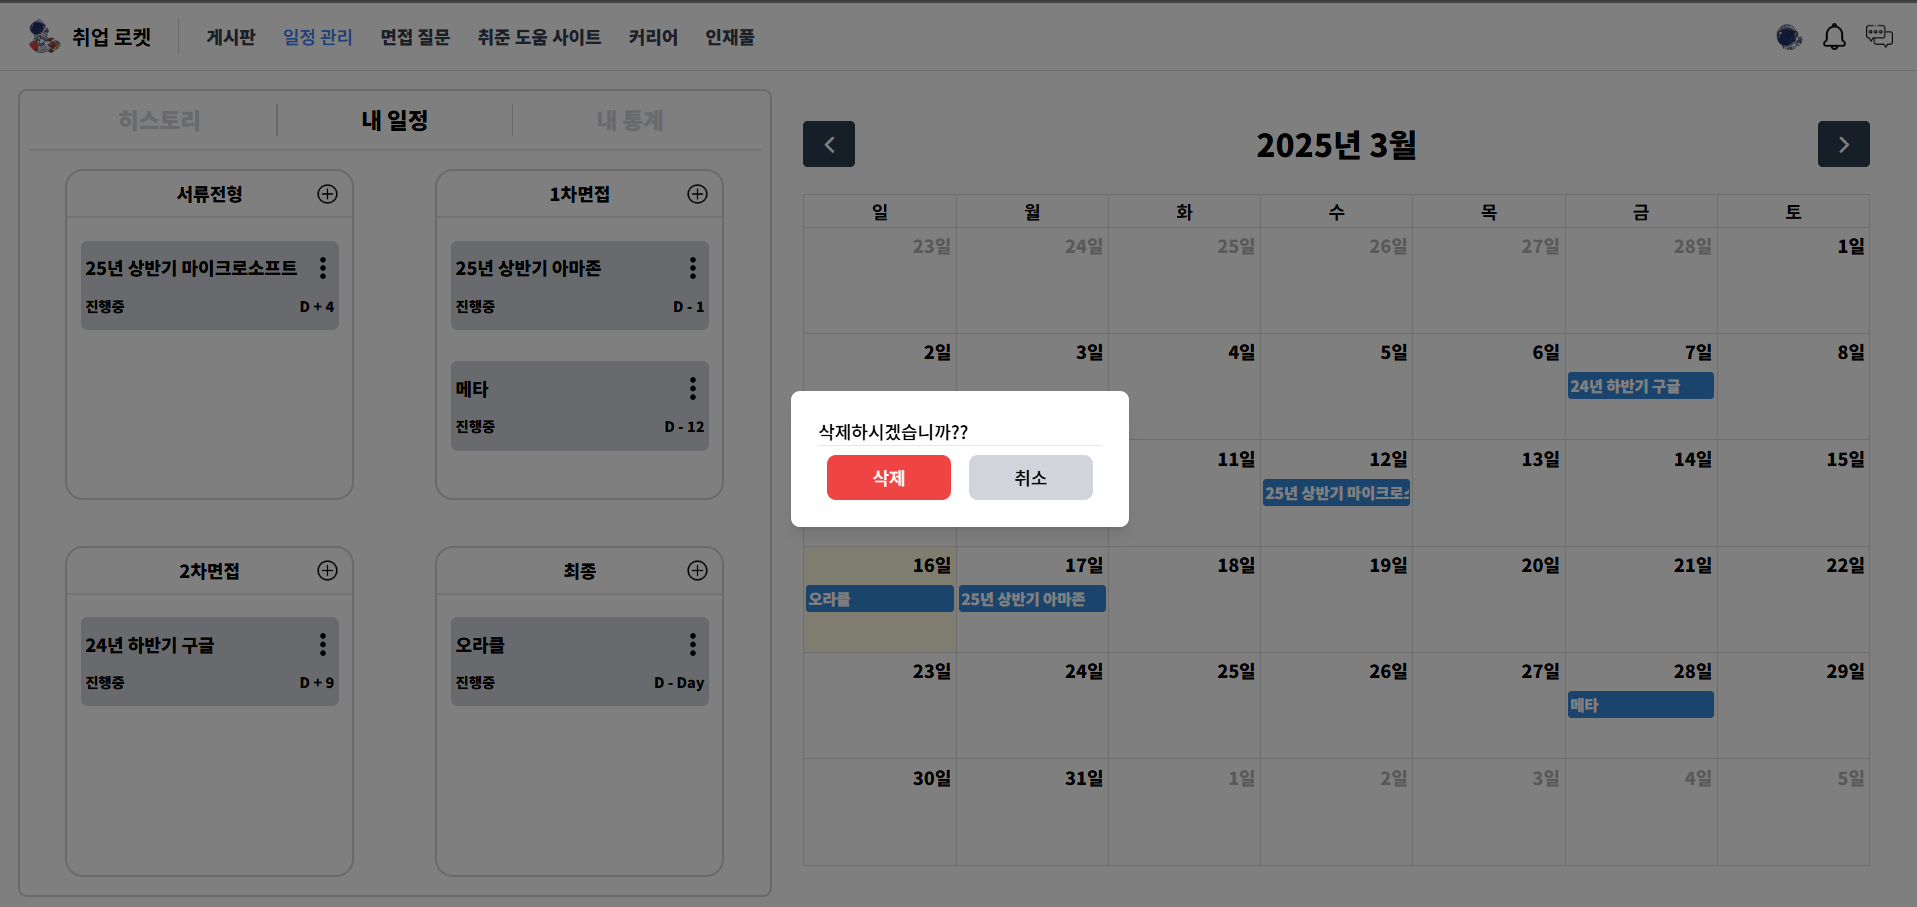 취업 로켓
게시판 일정 관리 면접 질문 취준 도움 사이트 커리어 인재풀
히스토리 내 일정 내 통계
서류전형
25년 상반기 마이크로소프트
진행중 D + 4
1차면접
25년 상반기 아마존
진행중 D - 1
메타
진행중 D - 12
2차면접
24년 하반기 구글
진행중 D + 9
최종
오라클
진행중 D - Day
2025년 3월
일 월 화 수 목 금 토
23일 24일 25일 26일 27일 28일 1일
2일 3일 4일 5일 6일 7일 8일
24년 하반기 구글
11일 12일 13일 14일 15일
25년 상반기 마이크로
16일 17일 18일 19일 20일 21일 22일
오라클 25년 상반기 아마존
23일 24일 25일 26일 27일 28일 29일
메타
30일 31일 1일 2일 3일 4일 5일
삭제하시겠습니까??
삭제 취소